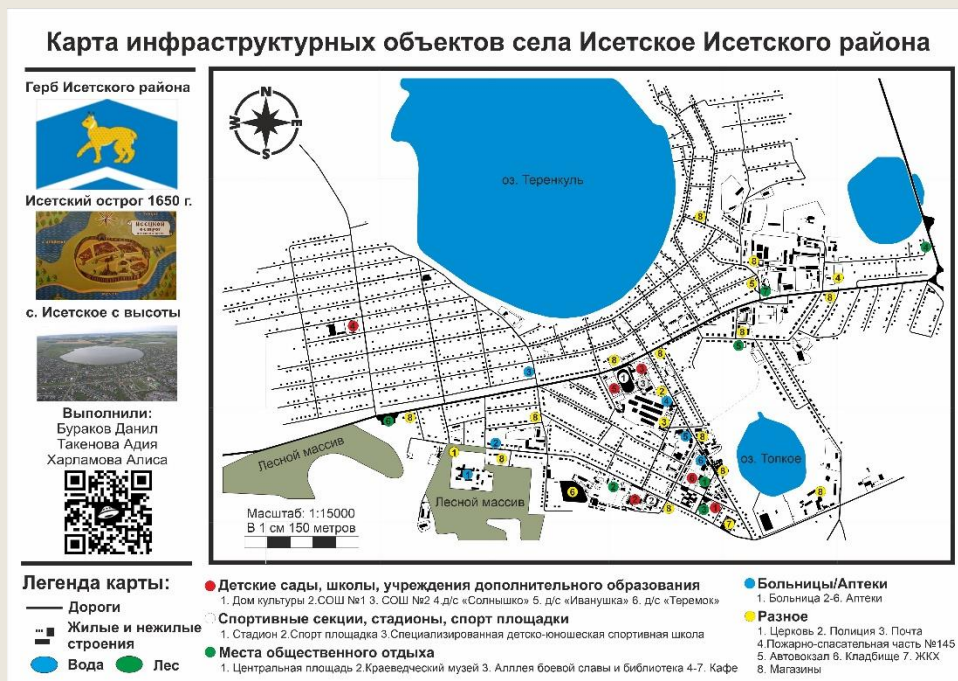 Карта инфраструктурных объектов села Исетское Исетского района
Герб Исетского района
Исетский острог 1650 г.
с. Исетское с высоты
Выполнили:
Бураков Данил
Такенова Адия
Харламова Алиса
N
W
E
S
оз. Теренкуль
оз. Топкое
Лесной массив
Лесной массив
Масштаб: 1:15000
В 1 см 150 метров
Легенда карты:
Дороги
Жилые и нежилые
строения
Вода
Лес
Детские сады, школы, учреждения дополнительного образования
1. Дом культуры 2.СОШ №1 3. СОШ №2 4.д/с «Солнышко» 5. д/с «Иванушка» 6. д/с «Теремок»
Спортивные секции, стадионы, спорт площадки
1. Стадион 2.Спорт площадка 3.Специализированная детско-юношеская спортивная школа
Места общественного отдыха
1. Центральная площадь 2.Краеведческий музей 3. Алллея боевой славы и библиотека 4-7. Кафе
Больницы/Аптеки
1. Больница 2-6. Аптеки
Разное
1. Церковь 2. Полиция 3. Почта
4.Пожарно-спасательная часть №145
5. Автовокзал 6. Кладбище 7. ЖКХ
8. Магазины